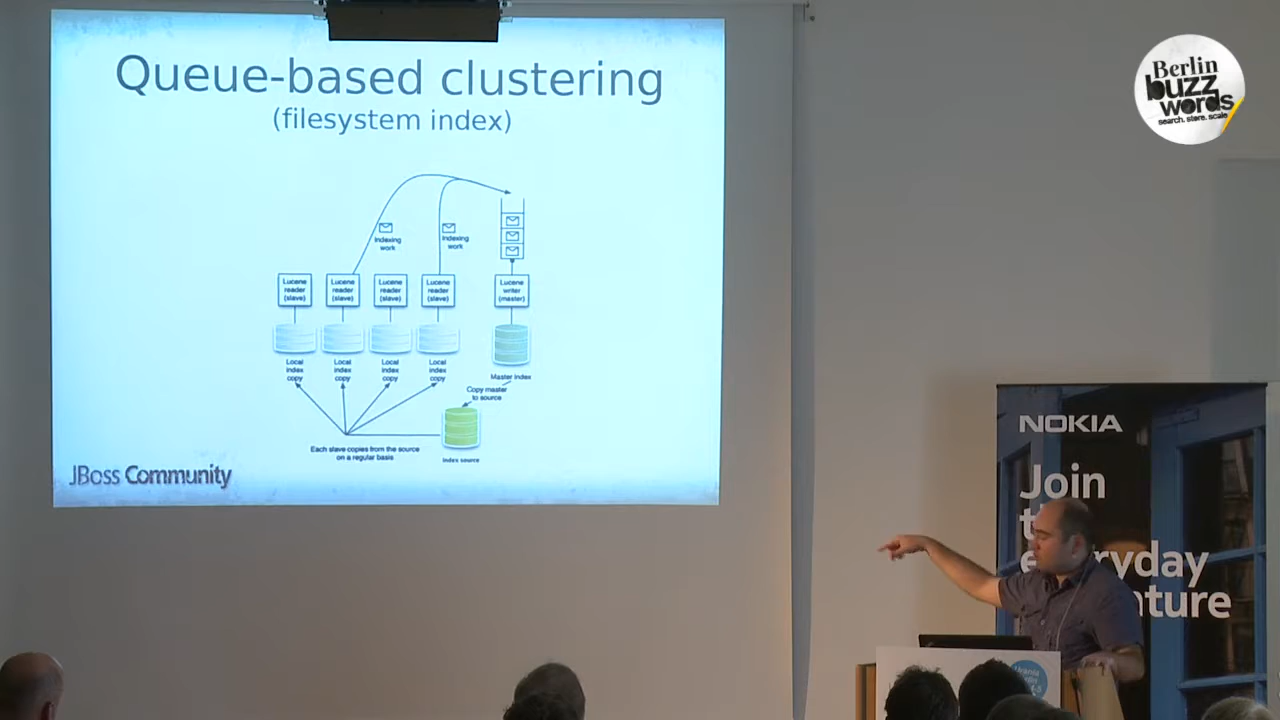 Queue-based clustering
(filesystem index)
Indexing
work
Indexing
work
Lucene
reader
(slave)
Lucene
reader
(slave)
Lucene
reader
(slave)
Lucene
reader
(slave)
Lucene
writer
(master)
Local
index
copy
Local
index
copy
Local
index
copy
Local
index
copy
Master index
Copy master
to source
Each slave copies from the source
on a regular basis
Index source
JBoss Community
Berlin
buzz
words
search. store. scale
NOKIA
Join
ryday
nture